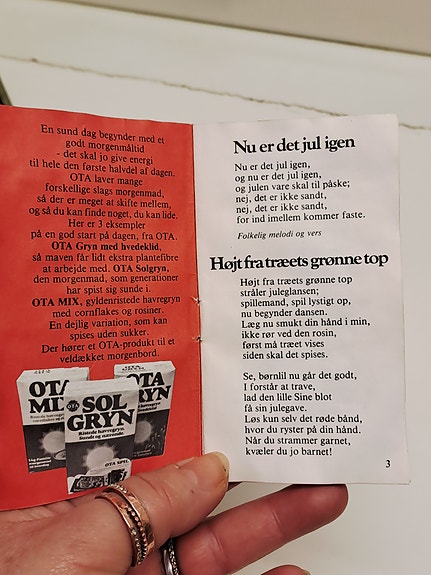 En sund dag begynder med et
godt morgenmåltid
- det skal jo give energi
til hele den første halvdel af dagen.
OTA laver mange
forskellige slags morgenmad,
så der er meget at skifte mellem,
og så du kan finde noget, du kan lide.
Her er 3 eksempler
på en god start på dagen, fra OTA.
OTA Gryn med hvedeklid,
så maven får lidt ekstra plantefibre
at arbejde med. OTA Solgryn,
den morgenmad, som generationer
har spist sig sunde i.
OTA MIX, gyldenristede havregryn
med cornflakes og rosiner.
En dejlig variation, som kan
spises uden sukker.
Der hører et OTA-produkt til et
veldækket morgenbord.
OTA
MIX
OTA
GRYN
OTA
SOL
GRYN
Ristede havregryn.
Sunde og nærende.
OTA SPIL
Nu er det jul igen
Nu er det jul igen,
og nu er det jul igen,
og julen vare skal til påske;
nej, det er ikke sandt,
nej, det er ikke sandt,
for ind imellem kommer faste.
Folkelig melodi og vers
Højt fra træets grønne top
Højt fra træets grønne top
stråler juleglansen;
spillemand, spil lystigt op,
nu begynder dansen.
Læg nu smukt din hånd i min,
ikke rør ved den rosin,
først må træet vises
siden skal det spises.
Se, børnlil nu går det godt,
I forstår at trave,
lad den lille Sine blot
få sin julegave.
Løs kun selv det røde bånd,
hvor du ryster på din hånd.
Når du strammer garnet,
kvæler du jo barnet!
3